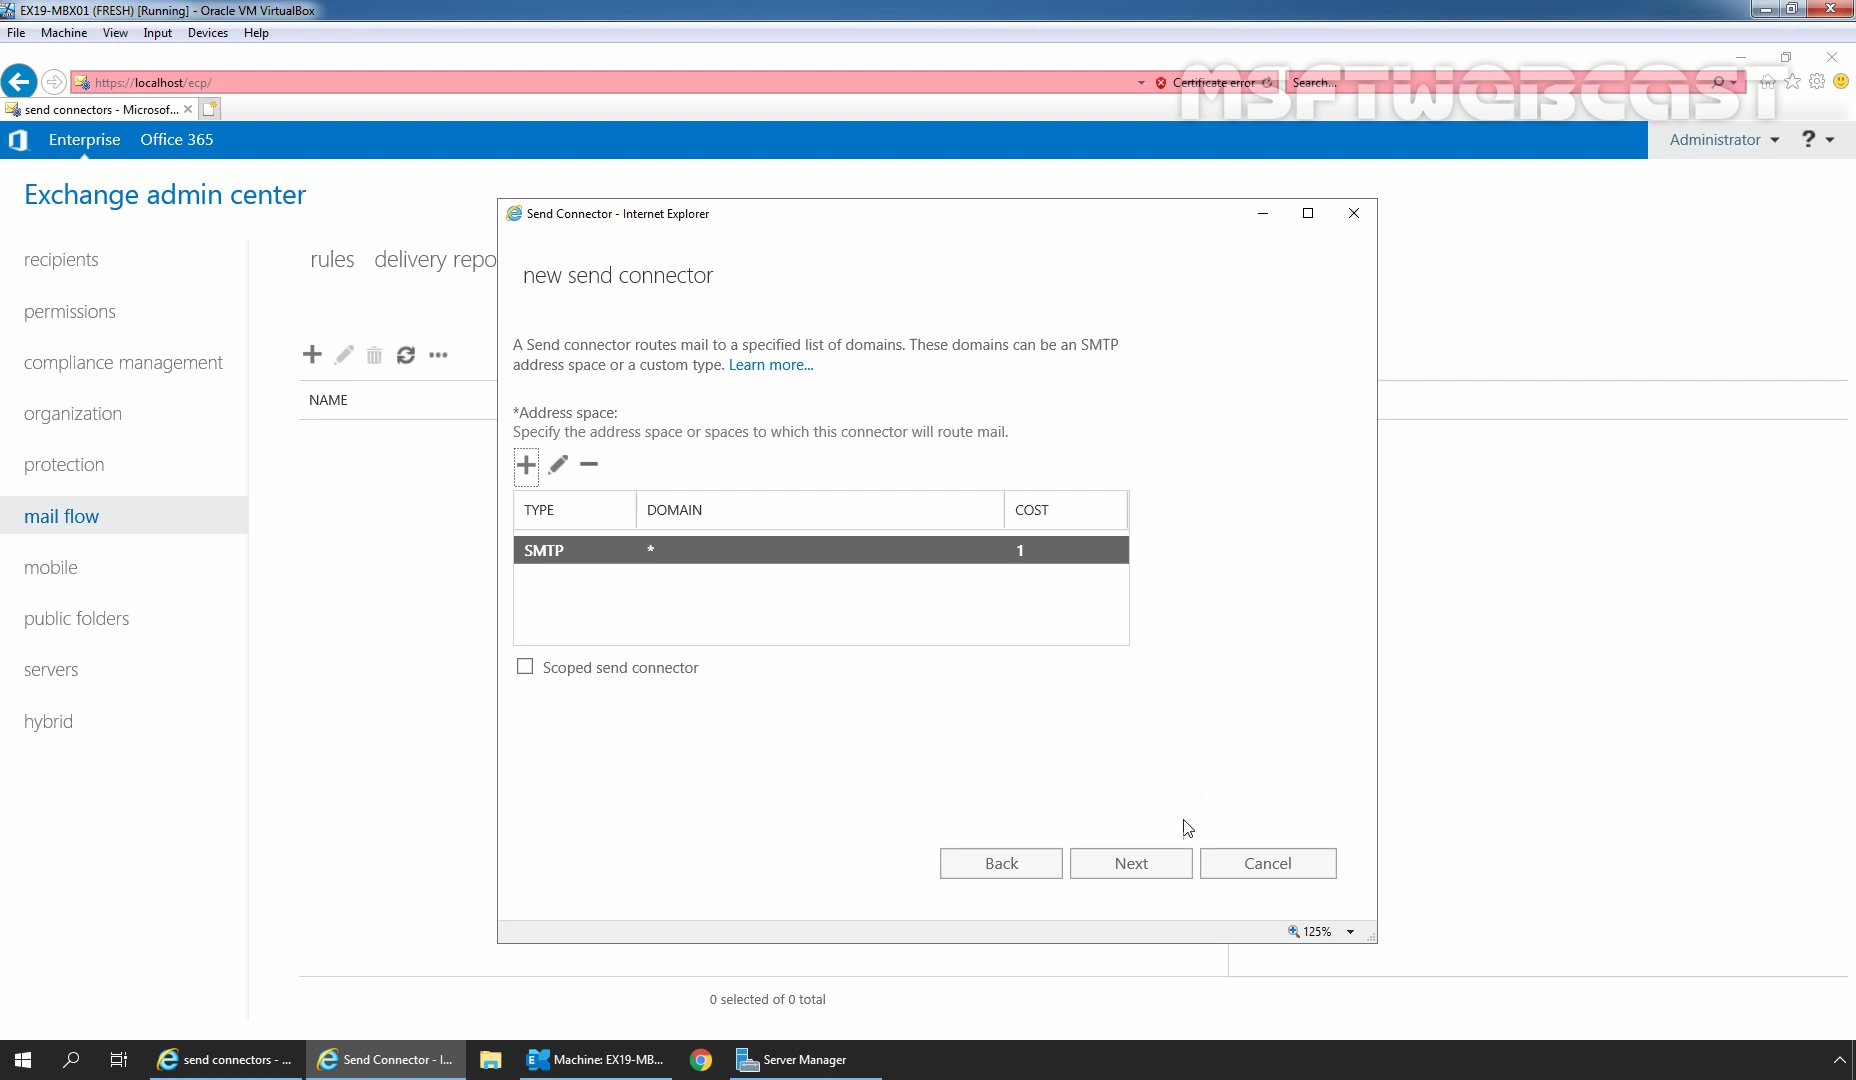 EX19-MBX01 (FRESH) [Running] - Oracle VM VirtualBox
File Machine View Input Devices Help
https://localhost/ecp/
Certificate error
Search...
MSFTWEBCAST
send connectors - Microsoft...
Enterprise Office 365
Administrator ?
Exchange admin center
recipients
permissions
compliance management
organization
protection
mail flow
mobile
public folders
servers
hybrid
rules delivery repo
NAME
Send Connector - Internet Explorer
new send connector
A Send connector routes mail to a specified list of domains. These domains can be an SMTP
address space or a custom type. Learn more...
*Address space:
Specify the address space or spaces to which this connector will route mail.
TYPE DOMAIN COST
SMTP * 1
Scoped send connector
Back Next Cancel
125%
0 selected of 0 total
send connectors - ...
Send Connector - I...
Machine: EX19-MB...
Server Manager